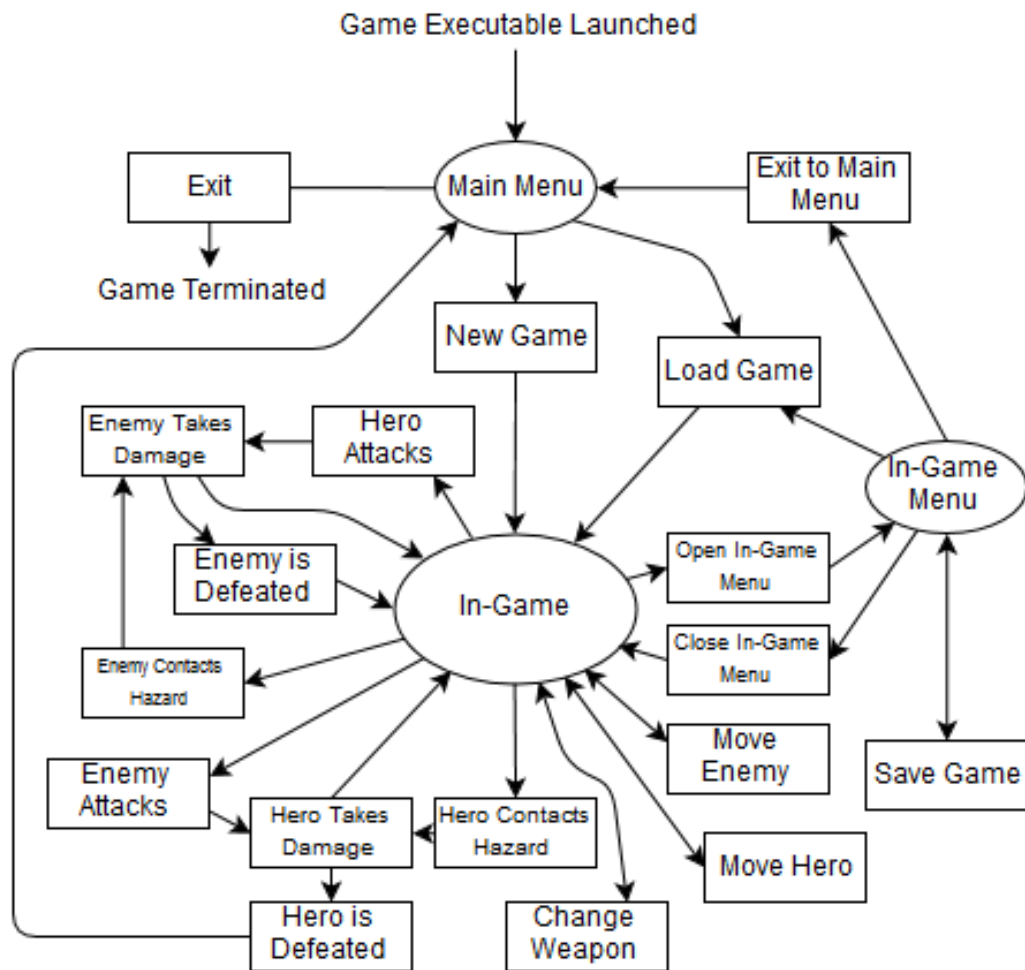 Game Executable Launched
Exit
Main Menu
Exit to Main
Menu
Game Terminated
New Game
Load Game
Enemy Takes
Damage
Hero
Attacks
In-Game
Menu
Enemy is
Defeated
In-Game
Open In-Game
Menu
Enemy Contacts
Hazard
Close In-Game
Menu
Enemy
Attacks
Move
Enemy
Save Game
Hero Takes
Damage
Hero Contacts
Hazard
Move Hero
Hero is
Defeated
Change
Weapon